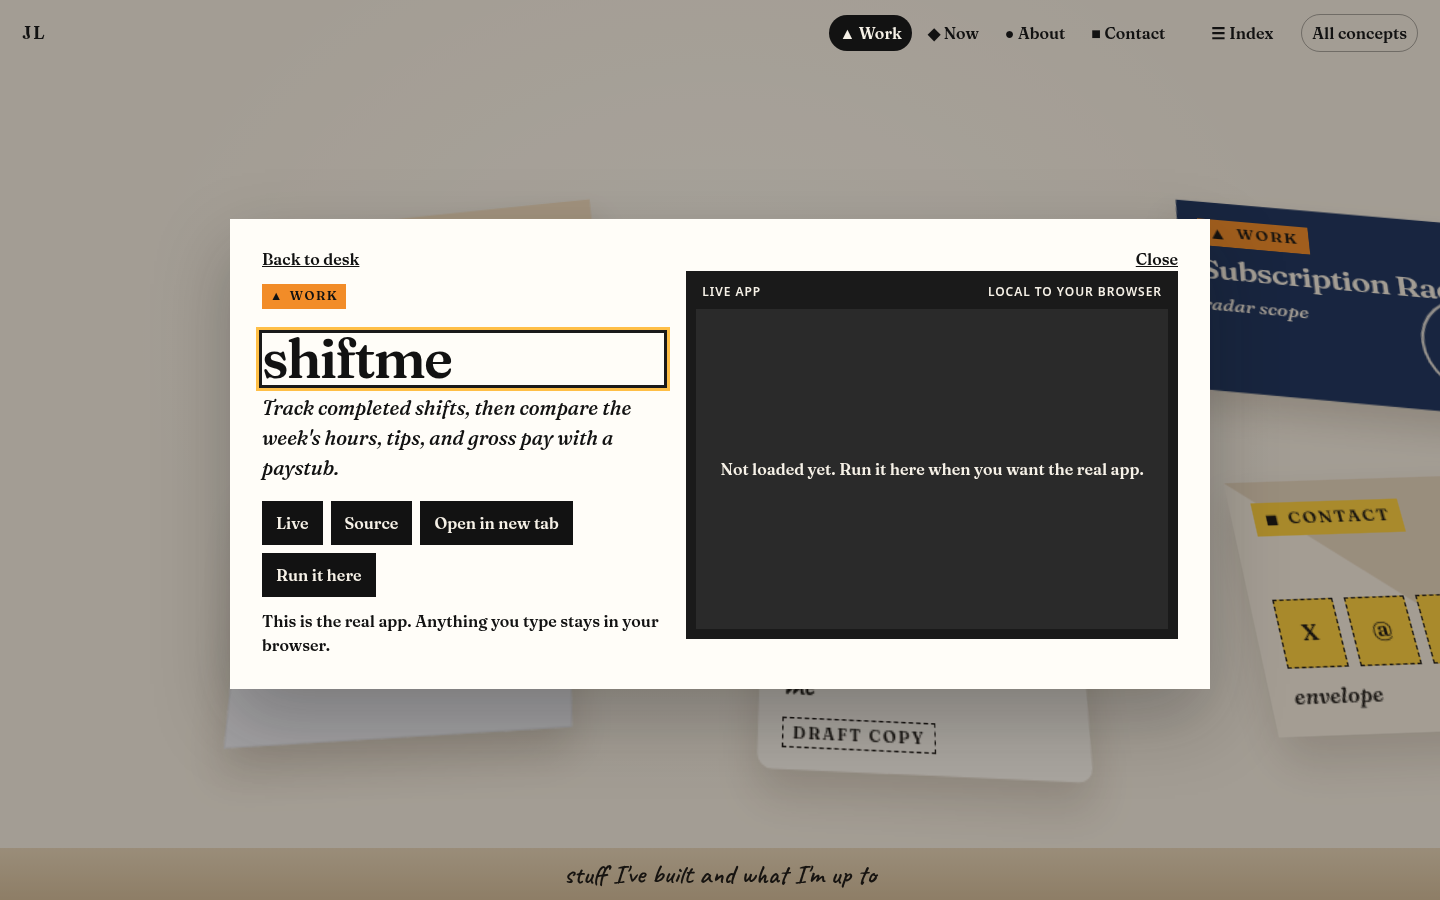 JL
▲ Work
◆ Now
● About
■ Contact
☰ Index
All concepts
Back to desk
Close
▲ WORK
shiftme
Track completed shifts, then compare the
week's hours, tips, and gross pay with a
paystub.
Live
Source
Open in new tab
Run it here
This is the real app. Anything you type stays in your
browser.
LIVE APP
LOCAL TO YOUR BROWSER
Not loaded yet. Run it here when you want the real app.
▲ WORK
Subscription
radar scope
■ CONTACT
X
@
envelope
DRAFT COPY
stuff I've built and what I'm up to